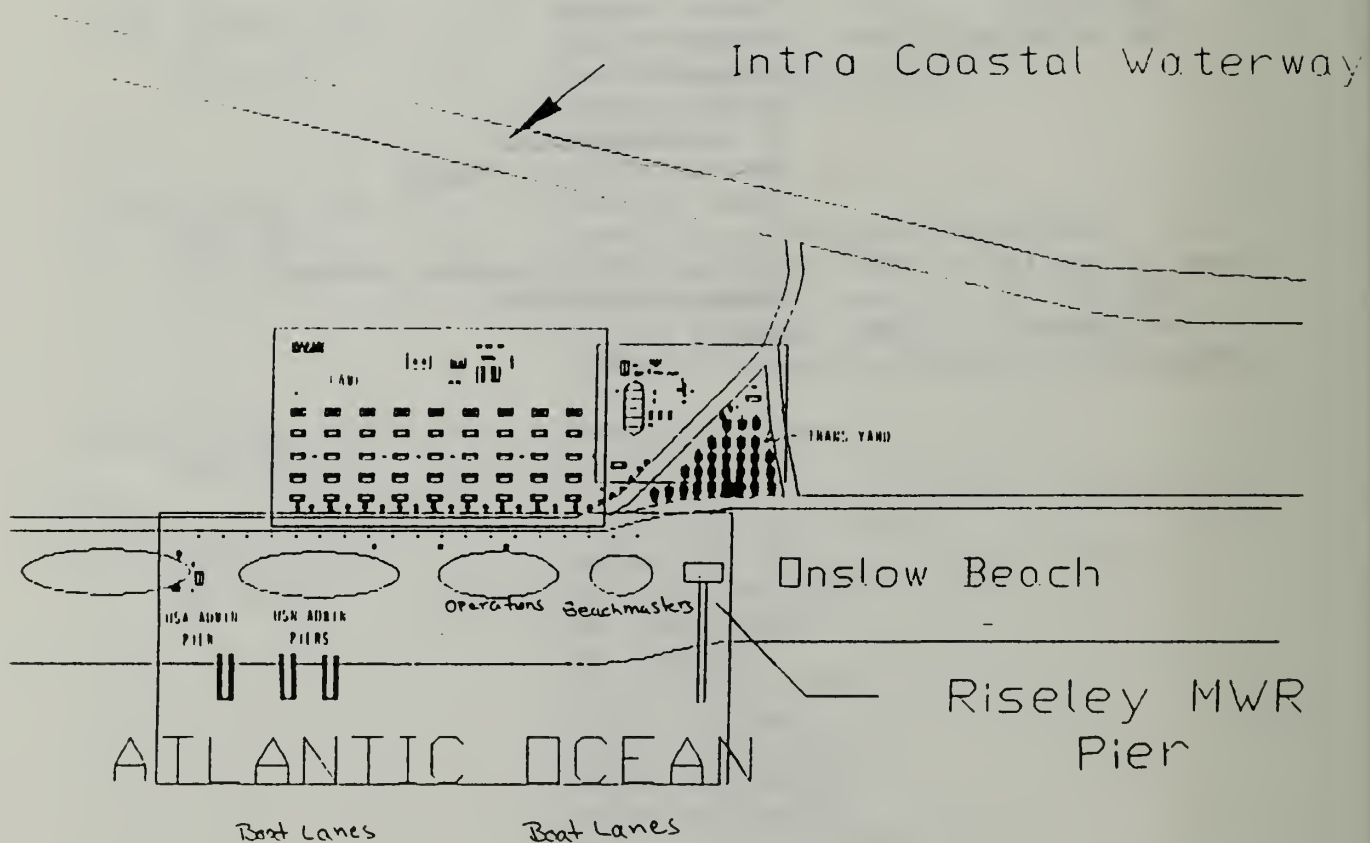 Intra Coastal Waterway
TRANS YARD
Onslow Beach
Operations
Beachmasters
USA ADMIN
PIER
USN ADMIN
PIERS
Riseley MWR
Pier
ATLANTIC OCEAN
Boat Lanes
Boat Lanes